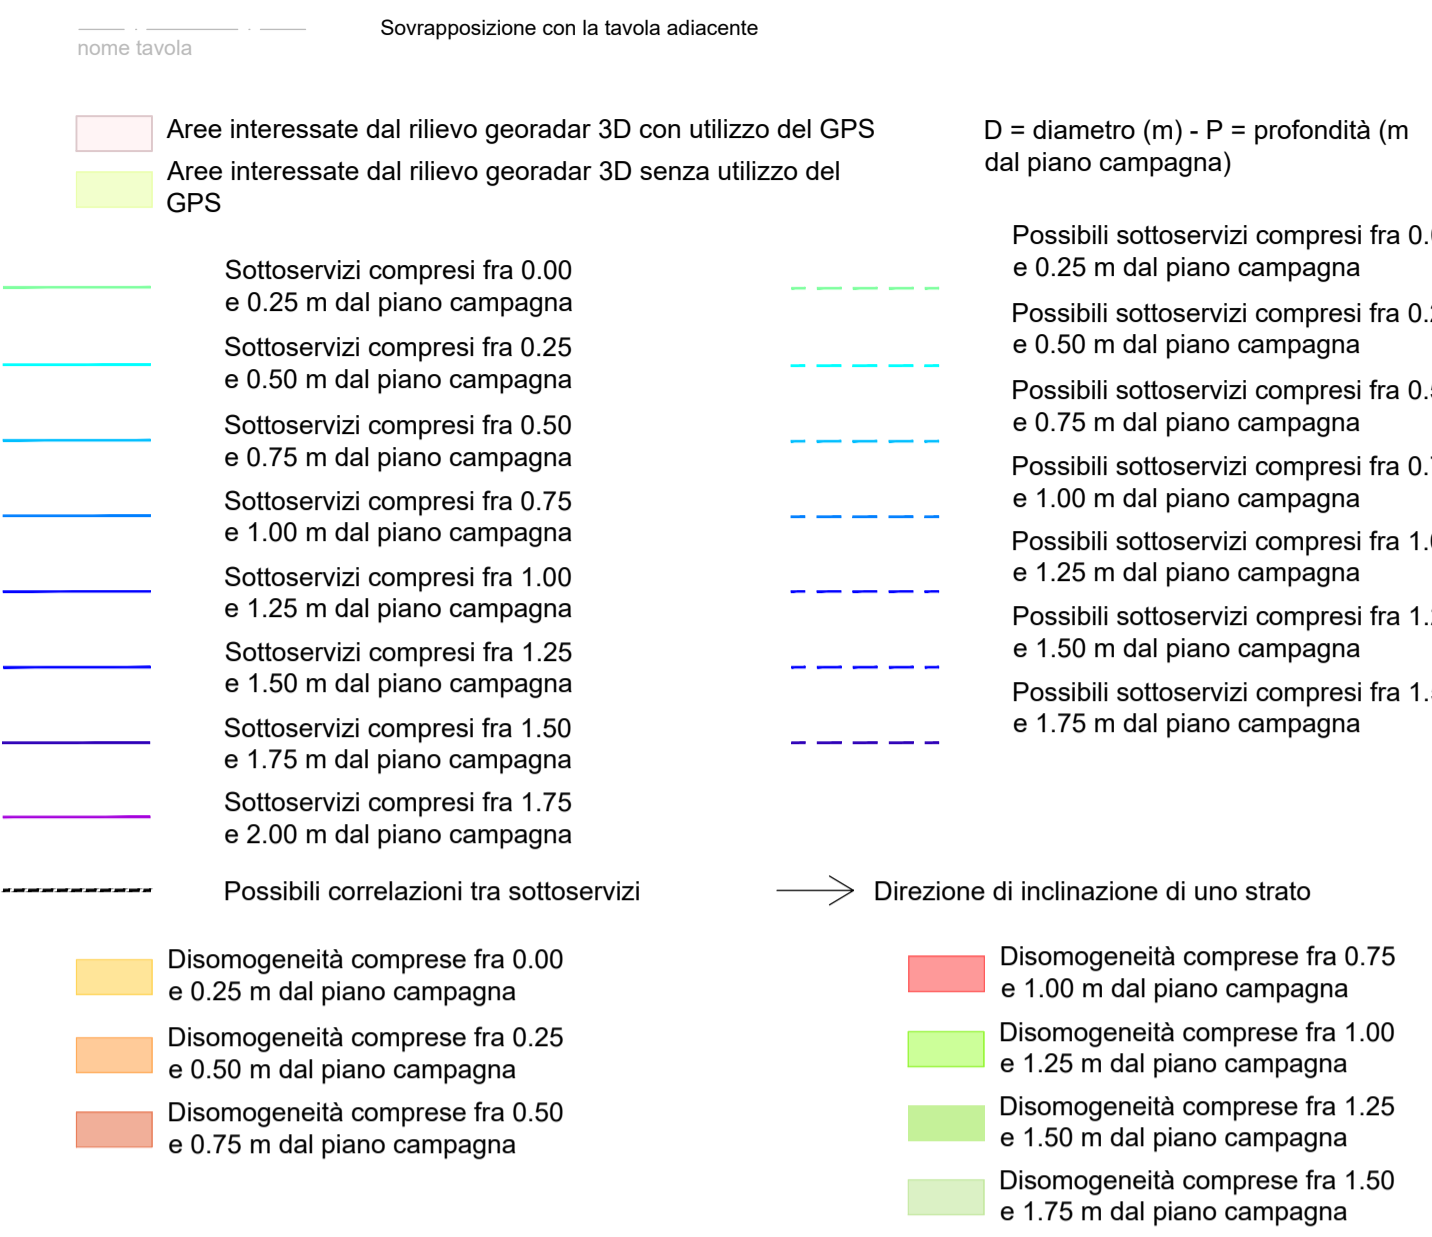 Sovrapposizione con la tavola adiacente
nome tavola
Aree interessate dal rilievo georadar 3D con utilizzo del GPS
Aree interessate dal rilievo georadar 3D senza utilizzo del
GPS
D = diametro (m) - P = profondità (m
dal piano campagna)
Sottoservizi compresi fra 0.00
e 0.25 m dal piano campagna
Sottoservizi compresi fra 0.25
e 0.50 m dal piano campagna
Sottoservizi compresi fra 0.50
e 0.75 m dal piano campagna
Sottoservizi compresi fra 0.75
e 1.00 m dal piano campagna
Sottoservizi compresi fra 1.00
e 1.25 m dal piano campagna
Sottoservizi compresi fra 1.25
e 1.50 m dal piano campagna
Sottoservizi compresi fra 1.50
e 1.75 m dal piano campagna
Sottoservizi compresi fra 1.75
e 2.00 m dal piano campagna
Possibili sottoservizi compresi fra
e 0.25 m dal piano campagna
Possibili sottoservizi compresi fra
e 0.50 m dal piano campagna
Possibili sottoservizi compresi fra
e 0.75 m dal piano campagna
Possibili sottoservizi compresi fra
e 1.00 m dal piano campagna
Possibili sottoservizi compresi fra
e 1.25 m dal piano campagna
Possibili sottoservizi compresi fra
e 1.50 m dal piano campagna
Possibili sottoservizi compresi fra
e 1.75 m dal piano campagna
Possibili correlazioni tra sottoservizi
Direzione di inclinazione di uno strato
Disomogeneità comprese fra 0.00
e 0.25 m dal piano campagna
Disomogeneità comprese fra 0.25
e 0.50 m dal piano campagna
Disomogeneità comprese fra 0.50
e 0.75 m dal piano campagna
Disomogeneità comprese fra 0.75
e 1.00 m dal piano campagna
Disomogeneità comprese fra 1.00
e 1.25 m dal piano campagna
Disomogeneità comprese fra 1.25
e 1.50 m dal piano campagna
Disomogeneità comprese fra 1.50
e 1.75 m dal piano campagna